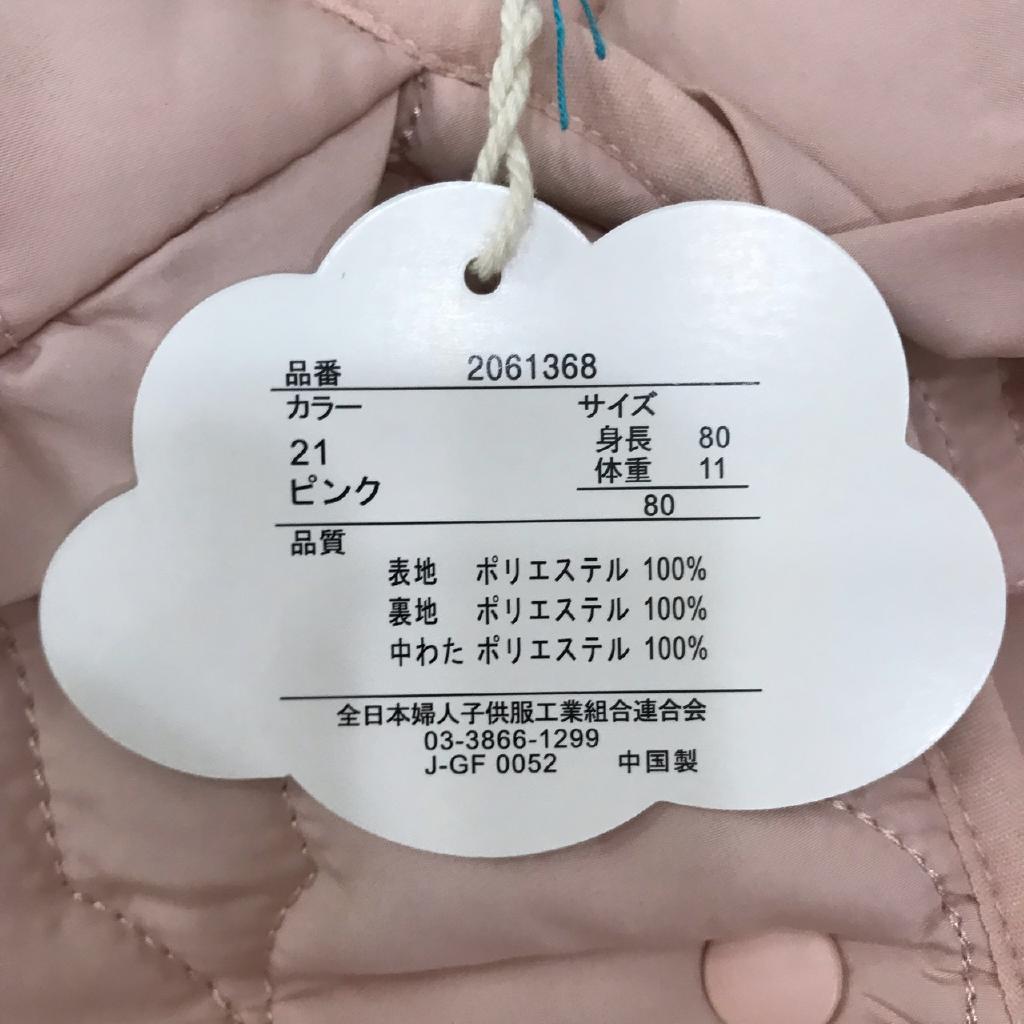 品番 2061368
カラー サイズ
身長 80
21
体重 11
ピンク
80
品質
表地 ポリエステル 100%
裏地 ポリエステル 100%
中わた ポリエステル 100%
全日本婦人子供服工業組合連合会
03-3866-1299
J-GF 0052 中国製